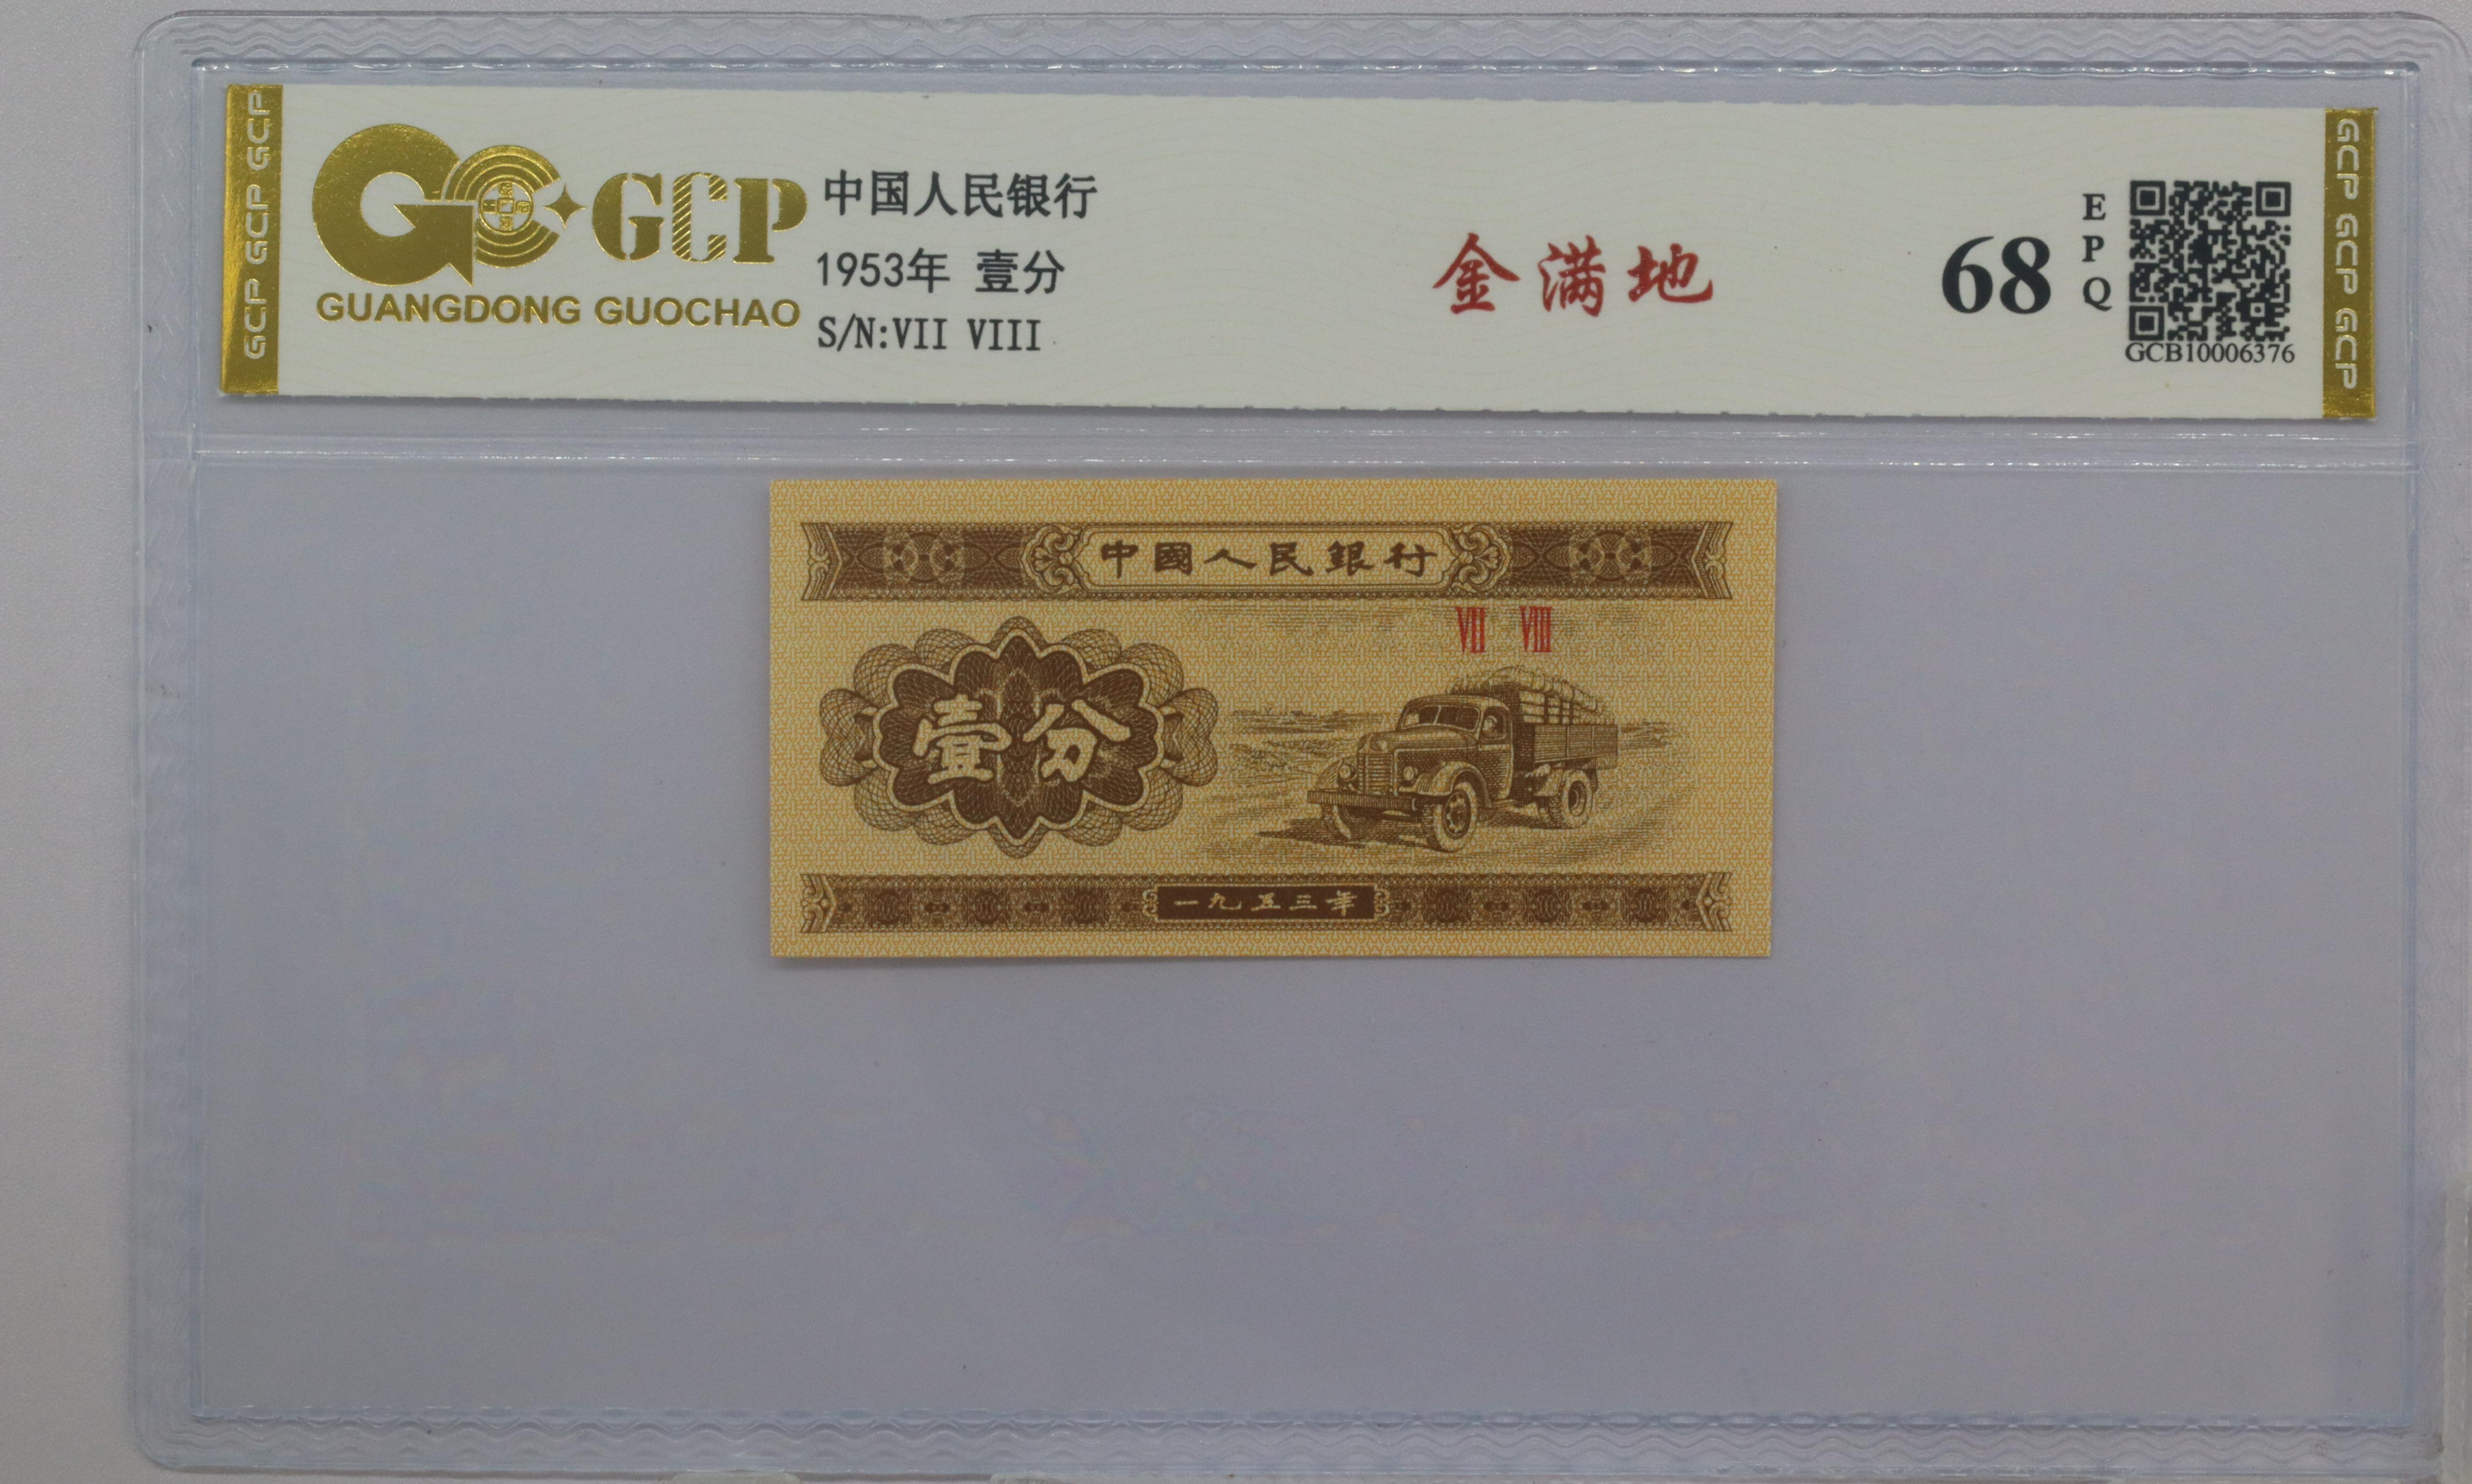 GCP GCP GCP
GCP
GUANGDONG GUOCHAO
中国人民银行
1953年 壹分
S/N:VII VIII
金满地
68
EPQ
GCB10006376
GCP GCP GCP
中國人民銀行
VII VIII
壹分
一九五三年